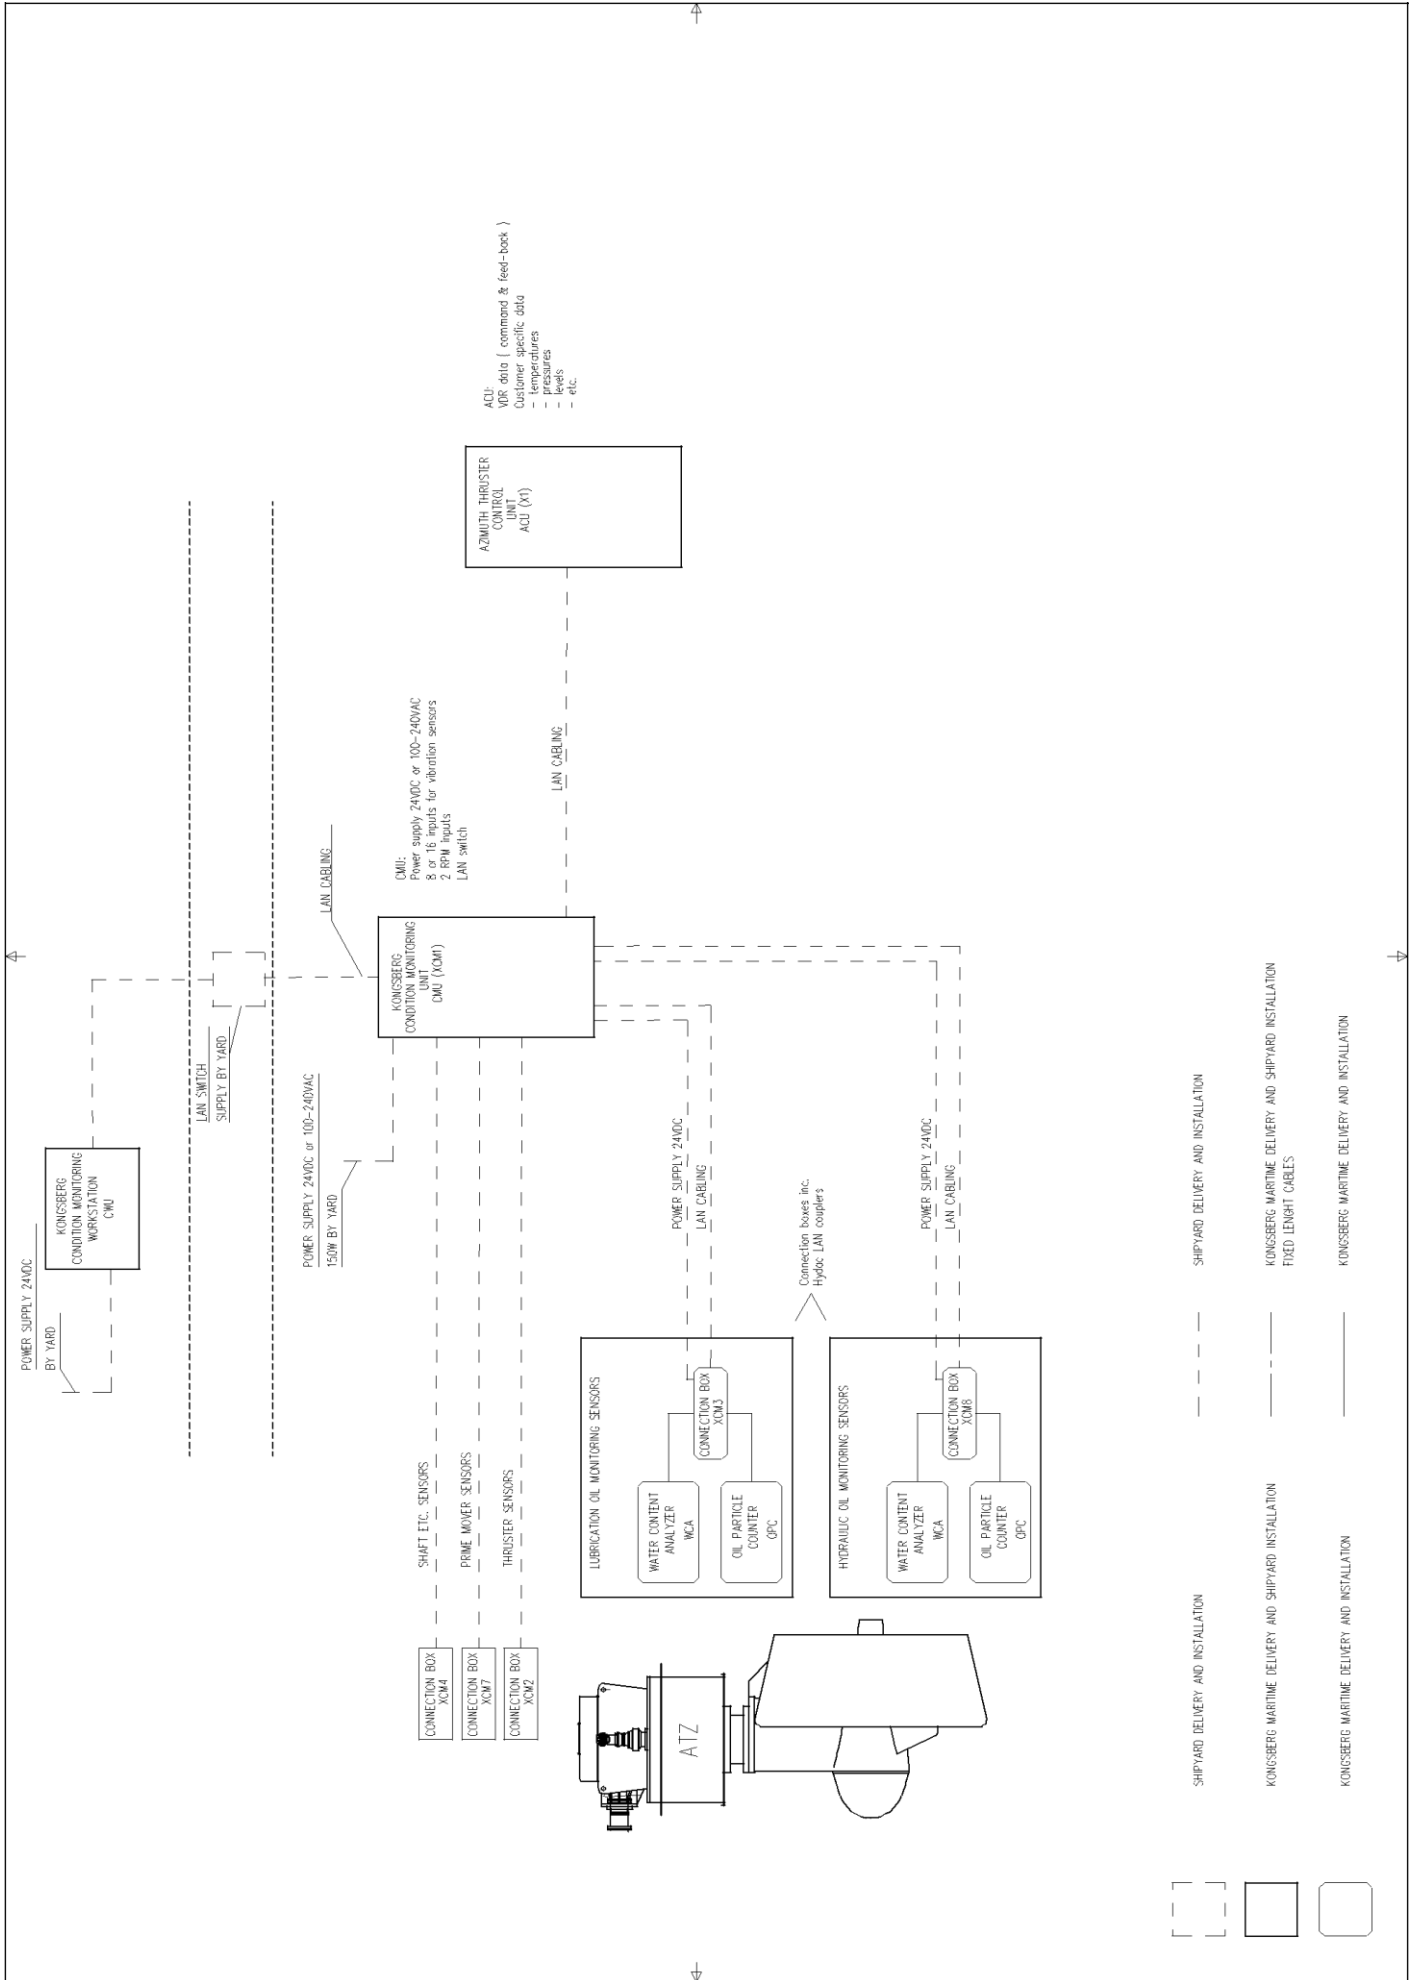 POWER SUPPLY 24VDC
BY YARD
KONGSBERG
CONDITION MONITORING
WORKSTATION
CWU
LAN SWITCH
SUPPLY BY YARD
POWER SUPPLY 24VDC or 100-240VAC
150W BY YARD
LAN CABLING
KONGSBERG
CONDITION MONITORING
UNIT
CMU (XCM1)
CMU:
Power supply 24VDC or 100-240VAC
8 or 16 inputs for vibration sensors
2 RPM inputs
LAN switch
AZIMUTH THRUSTER
CONTROL
UNIT
ACU (X1)
ACU:
VDR data ( command & feed-back )
Customer specific data
- temperatures
- pressures
- levels
- etc.
LAN CABLING
CONNECTION BOX
XCM4
SHAFT ETC. SENSORS
CONNECTION BOX
XCM7
PRIME MOVER SENSORS
CONNECTION BOX
XCM2
THRUSTER SENSORS
LUBRICATION OIL MONITORING SENSORS
WATER CONTENT
ANALYZER
WCA
OIL PARTICLE
COUNTER
OPC
CONNECTION BOX
XCM3
POWER SUPPLY 24VDC
LAN CABLING
Connection boxes inc.
Hydac LAN couplers
HYDRAULIC OIL MONITORING SENSORS
WATER CONTENT
ANALYZER
WCA
OIL PARTICLE
COUNTER
OPC
CONNECTION BOX
XCM8
POWER SUPPLY 24VDC
LAN CABLING
ATZ
SHIPYARD DELIVERY AND INSTALLATION
SHIPYARD DELIVERY AND INSTALLATION
KONGSBERG MARITIME DELIVERY AND SHIPYARD INSTALLATION
KONGSBERG MARITIME DELIVERY AND SHIPYARD INSTALLATION
FIXED LENGHT CABLES
KONGSBERG MARITIME DELIVERY AND INSTALLATION
KONGSBERG MARITIME DELIVERY AND INSTALLATION